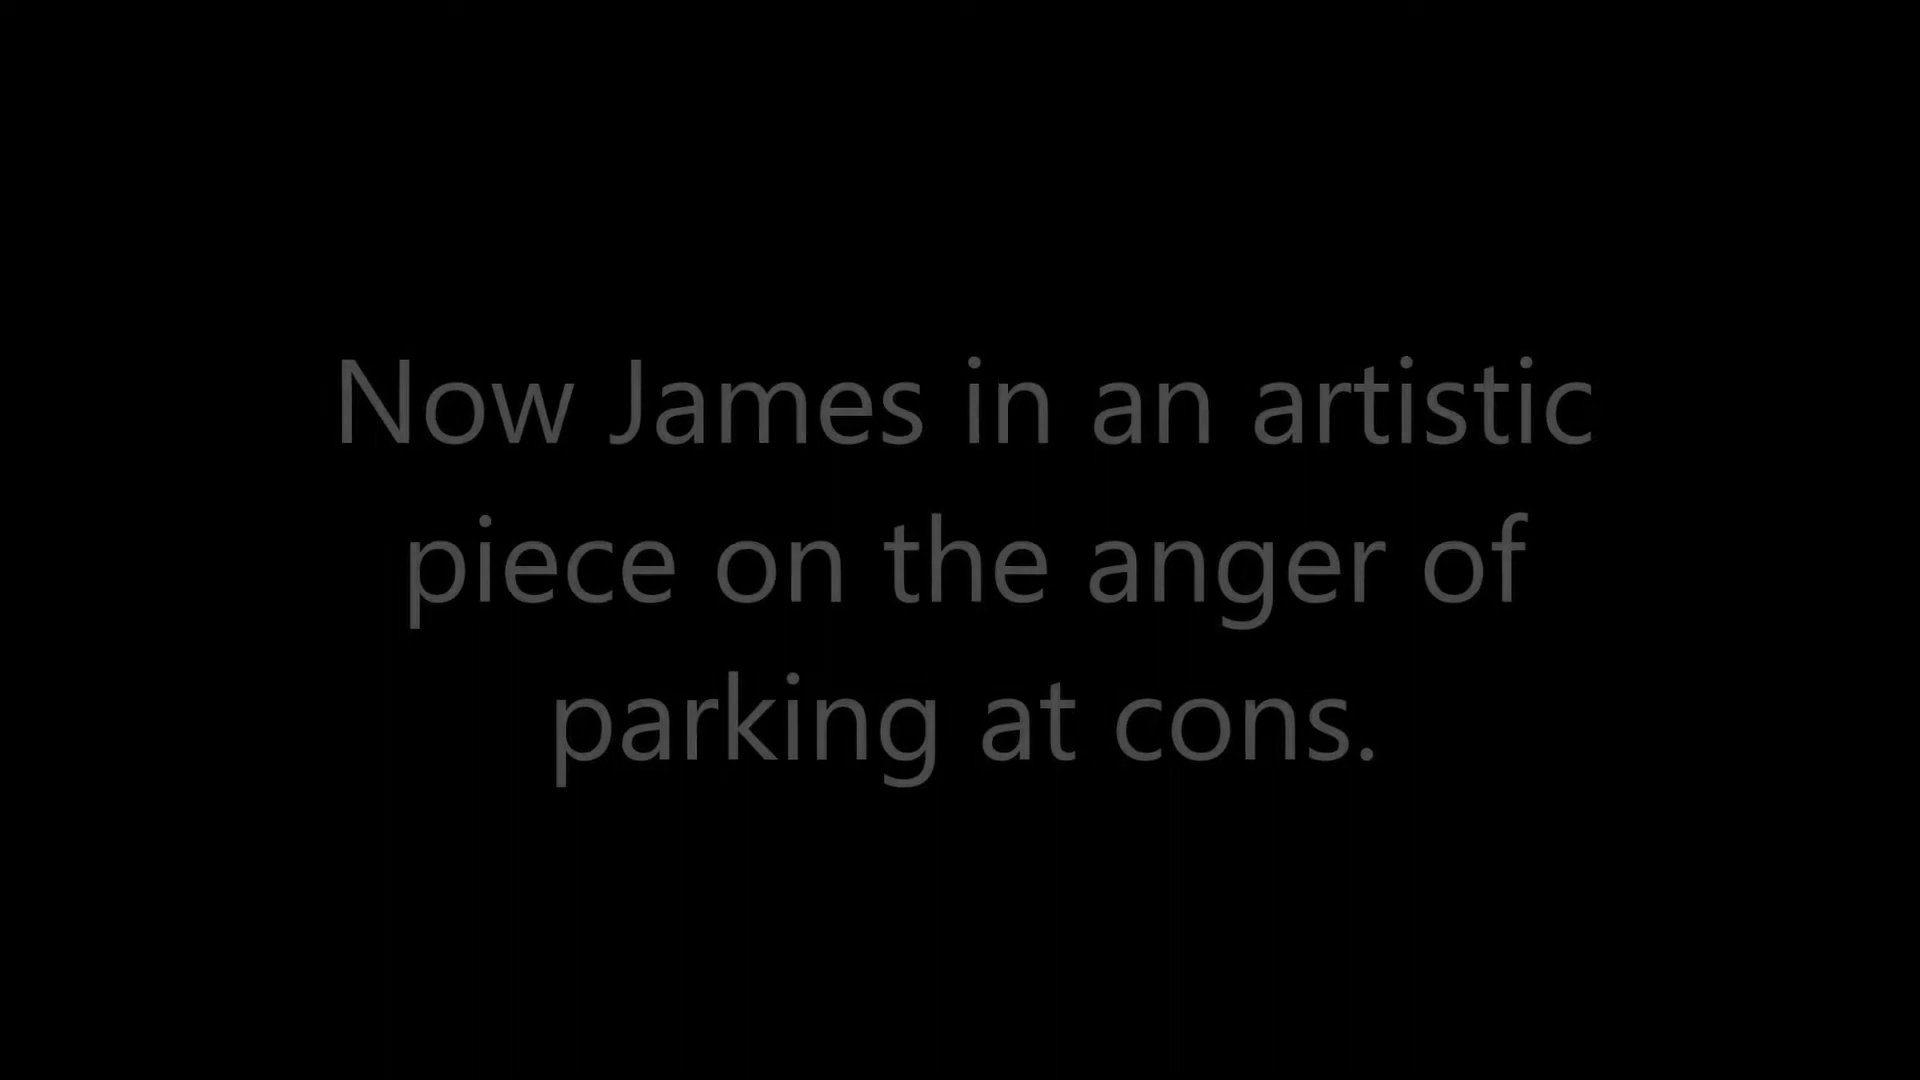 Now James in an artistic
piece on the anger of
parking at cons.